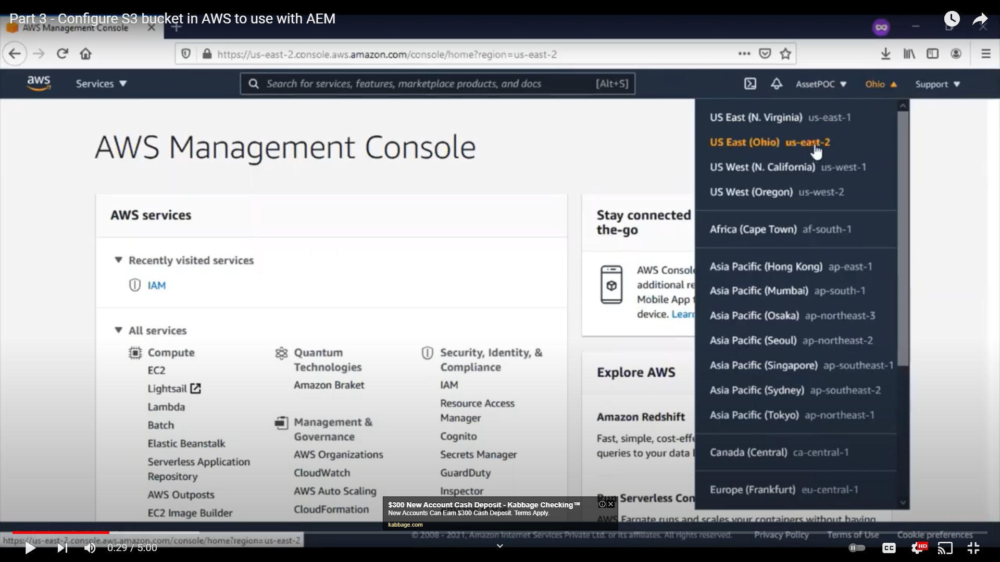 Part 3 - Configure S3 bucket in AWS to use with AEM
AWS Management Console
https://us-east-2.console.aws.amazon.com/console/home?region=us-east-2
aws
Services
Search for services, features, marketplace products, and docs
[Alt+S]
AssetPOC
Ohio
Support
AWS Management Console
AWS services
Recently visited services
IAM
All services
Compute
EC2
Lightsail
Lambda
Batch
Elastic Beanstalk
Serverless Application
Repository
AWS Outposts
EC2 Image Builder
Quantum
Technologies
Amazon Braket
Management &
Governance
AWS Organizations
CloudWatch
AWS Auto Scaling
CloudFormation
Security, Identity, &
Compliance
IAM
Resource Access
Manager
Cognito
Secrets Manager
GuardDuty
Inspector
Stay connected
the-go
AWS Consol
additional re
Mobile App
device. Lear
Explore AWS
Amazon Redshift
Fast, simple, cost-effe
queries to your data
Run Serverless Con
AWS Fargate runs and scales your containers without having
US East (N. Virginia) us-east-1
US East (Ohio) us-east-2
US West (N. California) us-west-1
US West (Oregon) us-west-2
Africa (Cape Town) af-south-1
Asia Pacific (Hong Kong) ap-east-1
Asia Pacific (Mumbai) ap-south-1
Asia Pacific (Osaka) ap-northeast-3
Asia Pacific (Seoul) ap-northeast-2
Asia Pacific (Singapore) ap-southeast-1
Asia Pacific (Sydney) ap-southeast-2
Asia Pacific (Tokyo) ap-northeast-1
Canada (Central) ca-central-1
Europe (Frankfurt) eu-central-1
$300 New Account Cash Deposit - Kabbage Checking™
New Accounts Can Earn $300 Cash Deposit. Terms Apply.
kabbage.com
© 2008 - 2021, Amazon Internet Services Private Ltd. or its affiliates. All rights reserved.
Privacy Policy
Terms of Use
Cookie preferences
https://us-east-2.console.aws.amazon.com/console/home?region=us-east-2
0:29 / 5:00
CC
HD